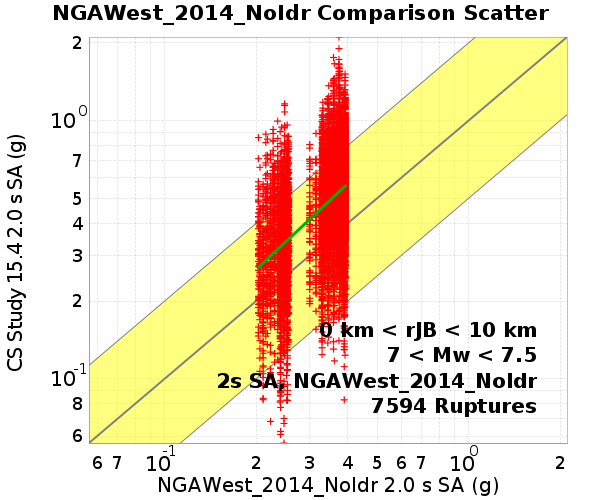 NGAWest_2014_NoIdr Comparison Scatter
CS Study 15.4 2.0 s SA (g)
2
10^0
7
5
4
3
2
10^-1
8
6
0 km < rJB < 10 km
7 < Mw < 7.5
2s SA, NGAWest_2014_NoIdr
7594 Ruptures
6 7 10^-1 2 3 4 5 6 7 10^0 2
NGAWest_2014_NoIdr 2.0 s SA (g)